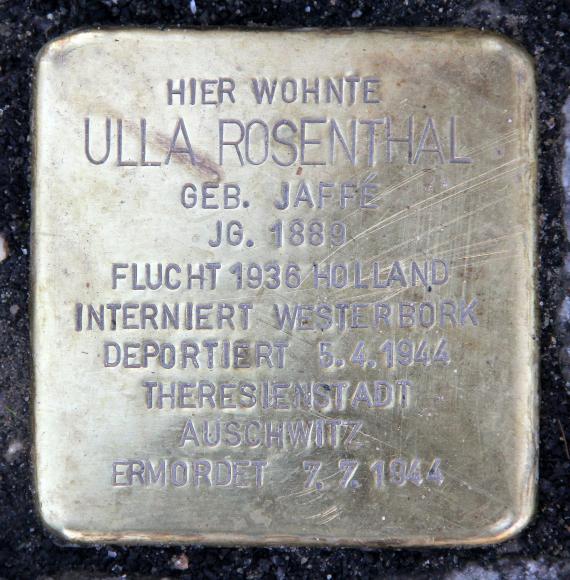 HIER WOHNTE
ULLA ROSENTHAL
GEB. JAFFÉ
JG. 1889
FLUCHT 1936 HOLLAND
INTERNIERT WESTERBORK
DEPORTIERT 5.4.1944
THERESIENSTADT
AUSCHWITZ
ERMORDET 7.7.1944